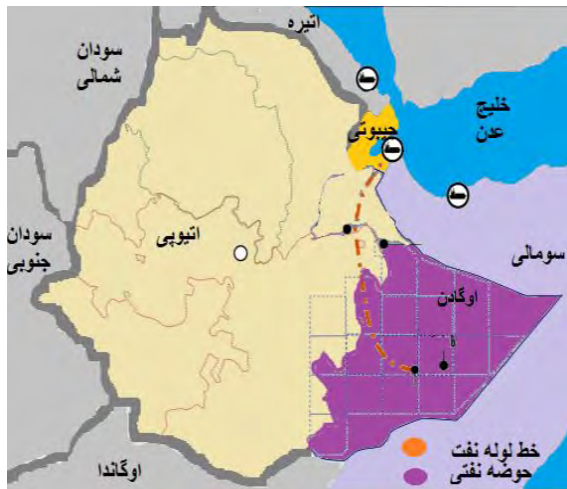 اتیره
سودان
شمالی
خلیج
عدن
جیبوتی
سودان
جنوبی
اتیوپی
سومالی
اوگادن
خط لوله نفت
حوضه نفتی
اوگاندا